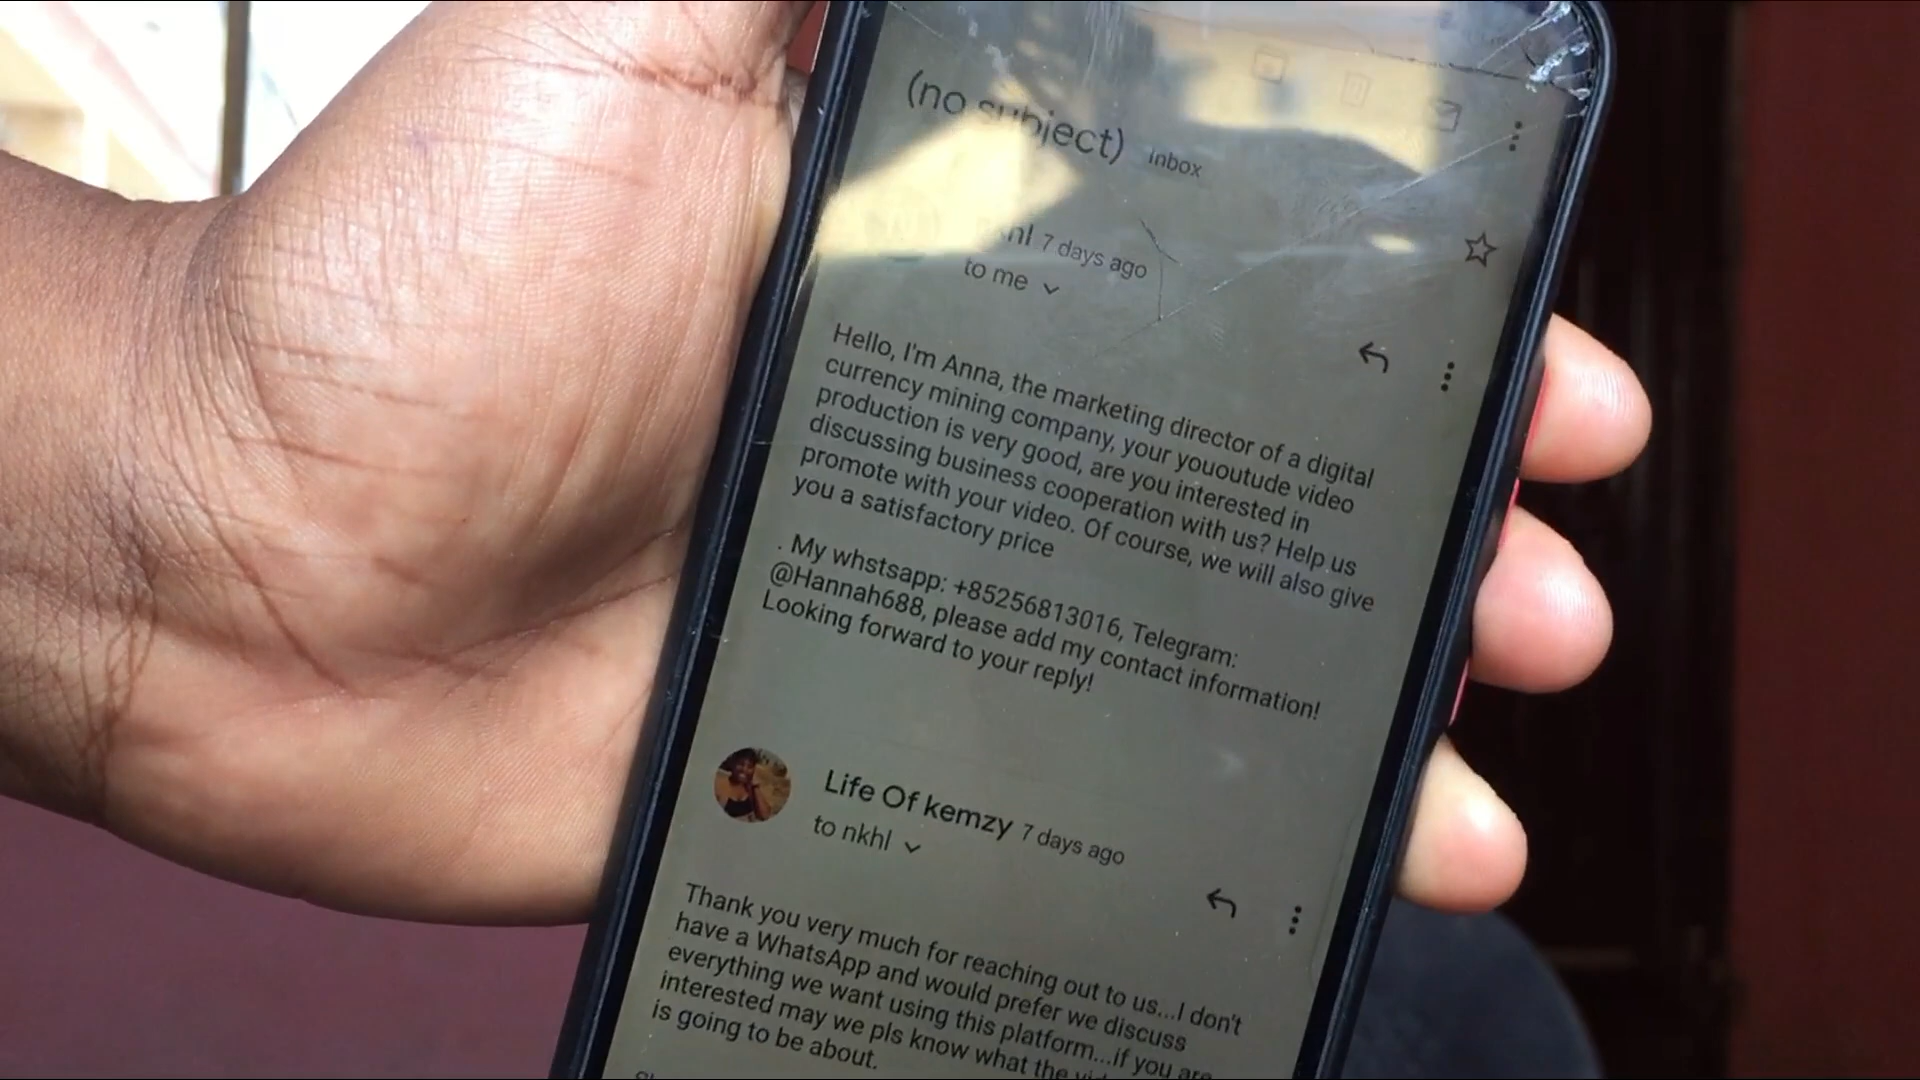 (no subject) Inbox
7 days ago
to me
Hello, I'm Anna, the marketing director of a digital
currency mining company, your yououtude video
production is very good, are you interested in
discussing business cooperation with us? Help us
promote with your video. Of course, we will also give
you a satisfactory price
. My whstsapp: +85256813016, Telegram:
@Hannah688, please add my contact information!
Looking forward to your reply!
Life Of kemzy 7 days ago
to nkhl
Thank you very much for reaching out to us...I don't
have a WhatsApp and would prefer we discuss
everything we want using this platform...if you are
interested may we pls know what the
is going to be about.